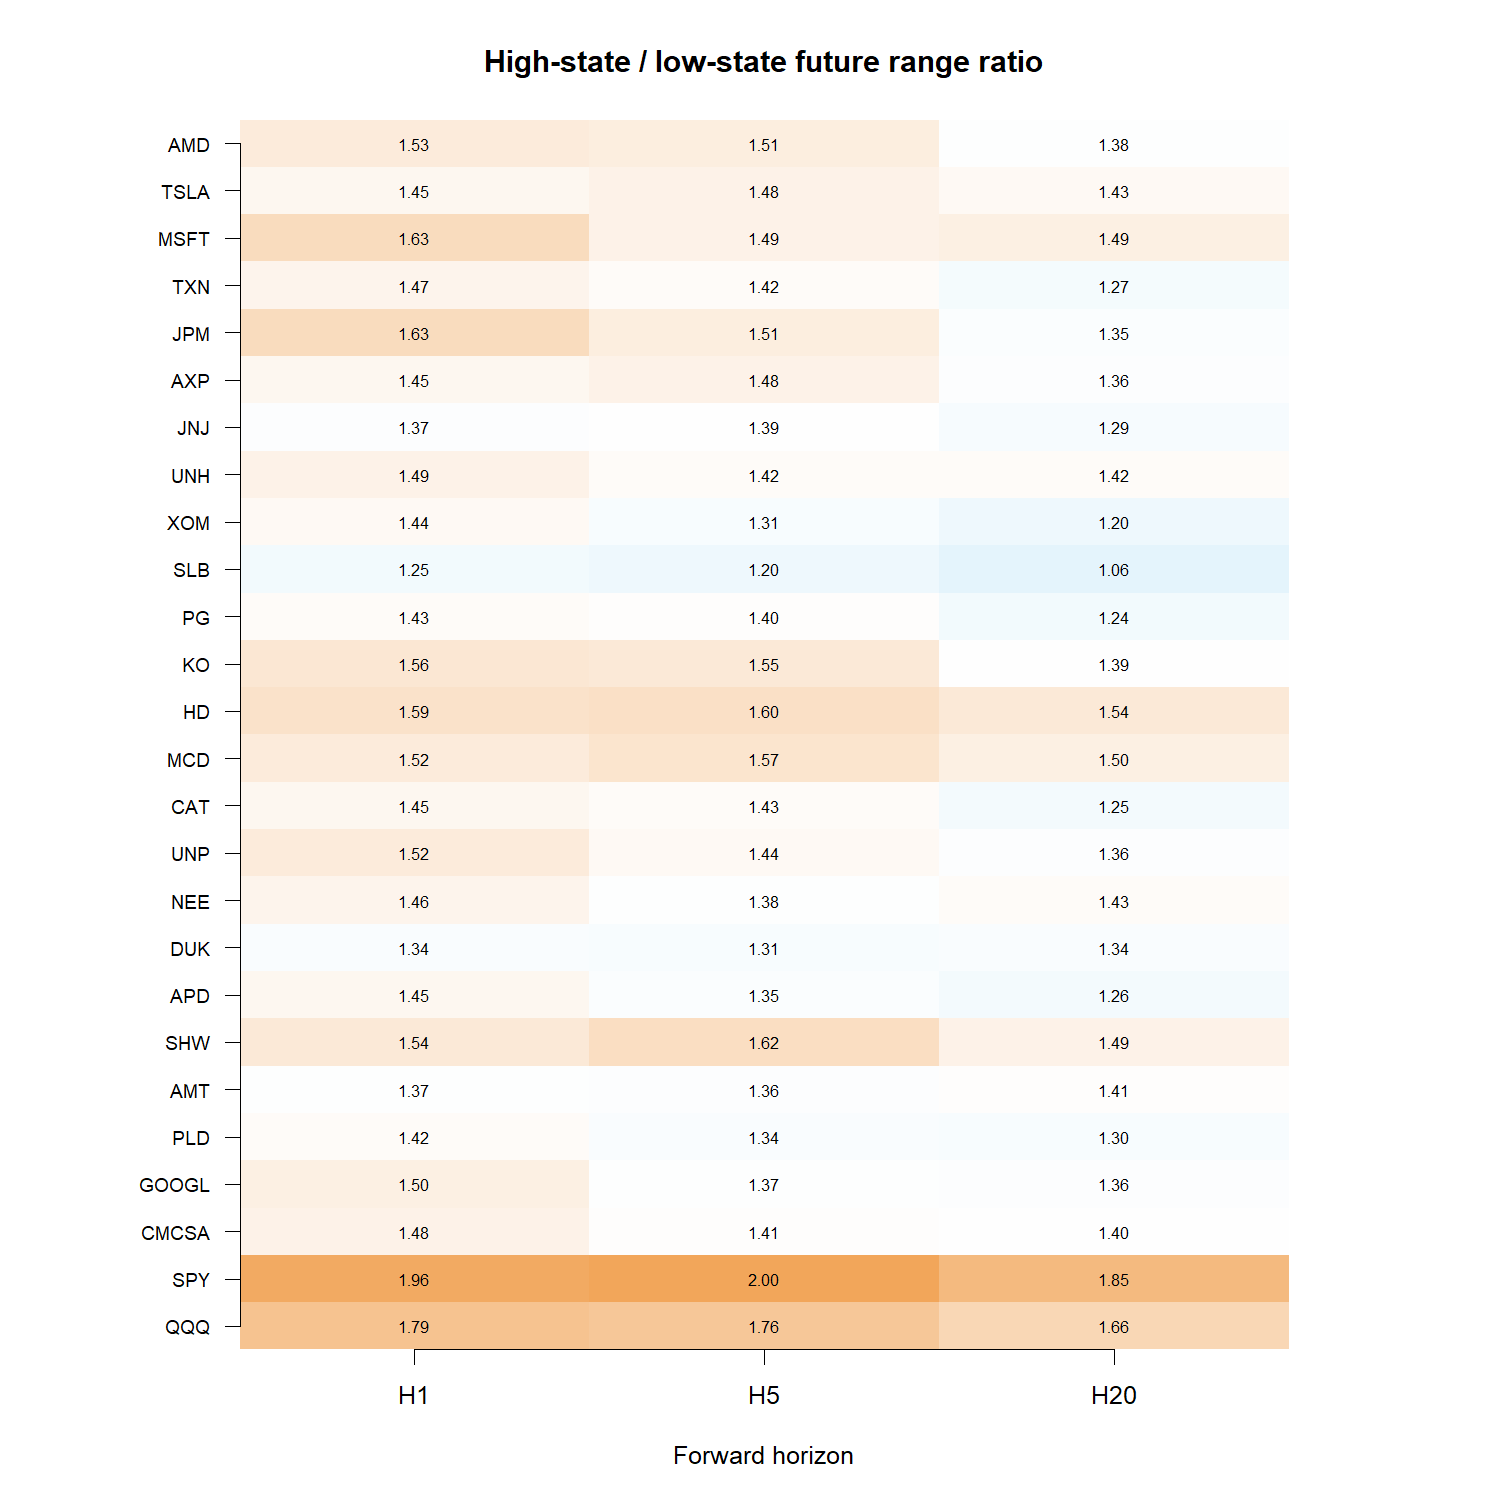 High-state / low-state future range ratio
AMD 1.53 1.51 1.38
TSLA 1.45 1.48 1.43
MSFT 1.63 1.49 1.49
TXN 1.47 1.42 1.27
JPM 1.63 1.51 1.35
AXP 1.45 1.48 1.36
JNJ 1.37 1.39 1.29
UNH 1.49 1.42 1.42
XOM 1.44 1.31 1.20
SLB 1.25 1.20 1.06
PG 1.43 1.40 1.24
KO 1.56 1.55 1.39
HD 1.59 1.60 1.54
MCD 1.52 1.57 1.50
CAT 1.45 1.43 1.25
UNP 1.52 1.44 1.36
NEE 1.46 1.38 1.43
DUK 1.34 1.31 1.34
APD 1.45 1.35 1.26
SHW 1.54 1.62 1.49
AMT 1.37 1.36 1.41
PLD 1.42 1.34 1.30
GOOGL 1.50 1.37 1.36
CMCSA 1.48 1.41 1.40
SPY 1.96 2.00 1.85
QQQ 1.79 1.76 1.66
H1 H5 H20
Forward horizon